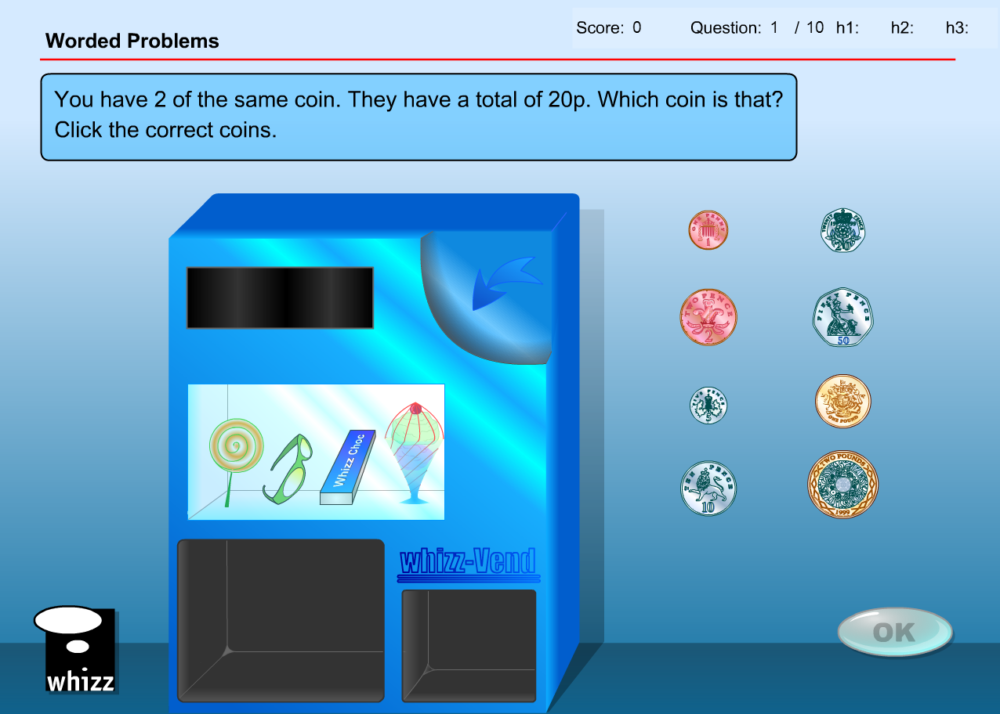 Worded Problems
Score: 0 Question: 1 / 10 h1: h2: h3:
You have 2 of the same coin. They have a total of 20p. Which coin is that?
Click the correct coins.
ONE PENNY
1
TWENTY PENCE
20
TWO PENCE
2
FIFTY PENCE
50
FIVE PENCE
5
ONE POUND
Whizz Choc
TEN PENCE
10
TWO POUNDS
1999
whizz-Vend
OK
whizz